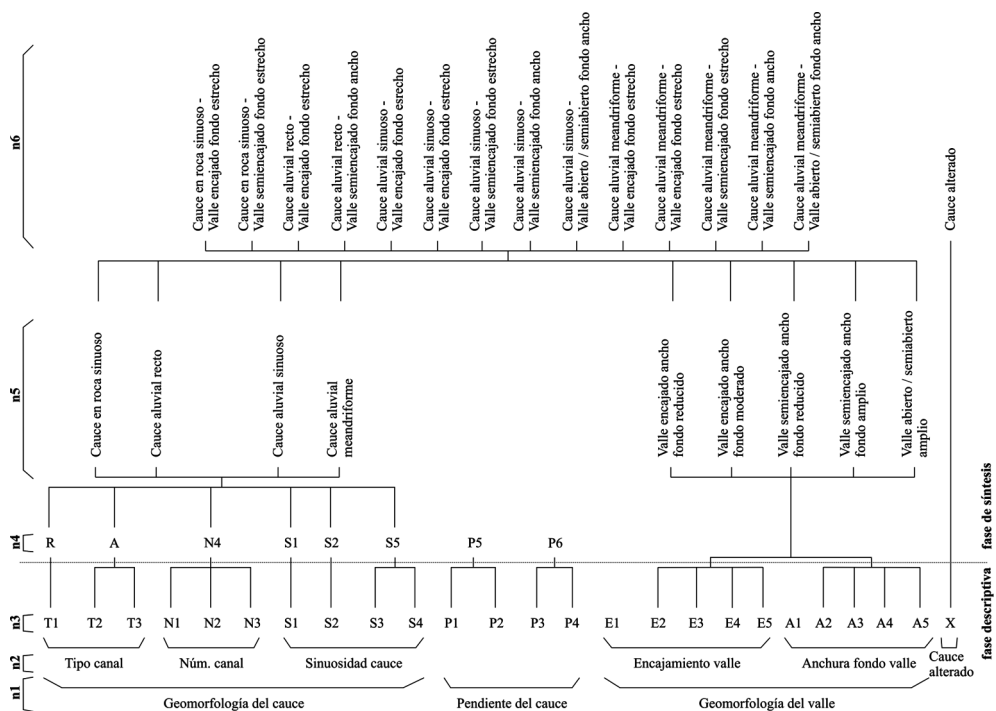 n6
Cauce en roca sinuoso -
Valle encajado fondo estrecho
Cauce en roca sinuoso -
Valle semiencajado fondo estrecho
Cauce aluvial recto -
Valle encajado fondo estrecho
Cauce aluvial recto -
Valle semiencajado fondo ancho
Cauce aluvial sinuoso -
Valle encajado fondo esrecho
Cauce aluvial sinuoso -
Valle encajado fondo estrecho
Cauce aluvial sinuoso -
Valle semiencajado fondo estrecho
Cauce aluvial sinuoso -
Valle semiencajado fondo ancho
Cauce aluvial sinuoso -
Valle abierto / semiabierto fondo ancho
Cauce aluvial meandriforme -
Valle encajado fondo estrecho
Cauce aluvial meandriforme -
Valle encajado fondo estrecho
Cauce aluvial meandriforme -
Valle semiencajado fondo estrecho
Cauce aluvial meandriforme -
Valle semiencajado fondo ancho
Cauce aluvial meandriforme -
Valle abierto / semiabierto fondo ancho
Cauce alterado
n5
Cauce en roca sinuoso
Cauce aluvial recto
Cauce aluvial sinuoso
Cauce aluvial
meandriforme
Valle encajado ancho
fondo reducido
Valle encajado ancho
fondo moderado
Valle semiencajado ancho
fondo reducido
Valle semiencajado ancho
fondo amplio
Valle abierto / semiabierto
amplio
fase de síntesis
n4
R A N4 S1 S2 S5 P5 P6
fase descriptiva
n3
T1 T2 T3 N1 N2 N3 S1 S2 S3 S4 P1 P2 P3 P4 E1 E2 E3 E4 E5 A1 A2 A3 A4 A5 X
n2
Tipo canal Núm. canal Sinuosidad cauce Encajamiento valle Anchura fondo valle Cauce
alterado
n1
Geomorfología del cauce Pendiente del cauce Geomorfología del valle